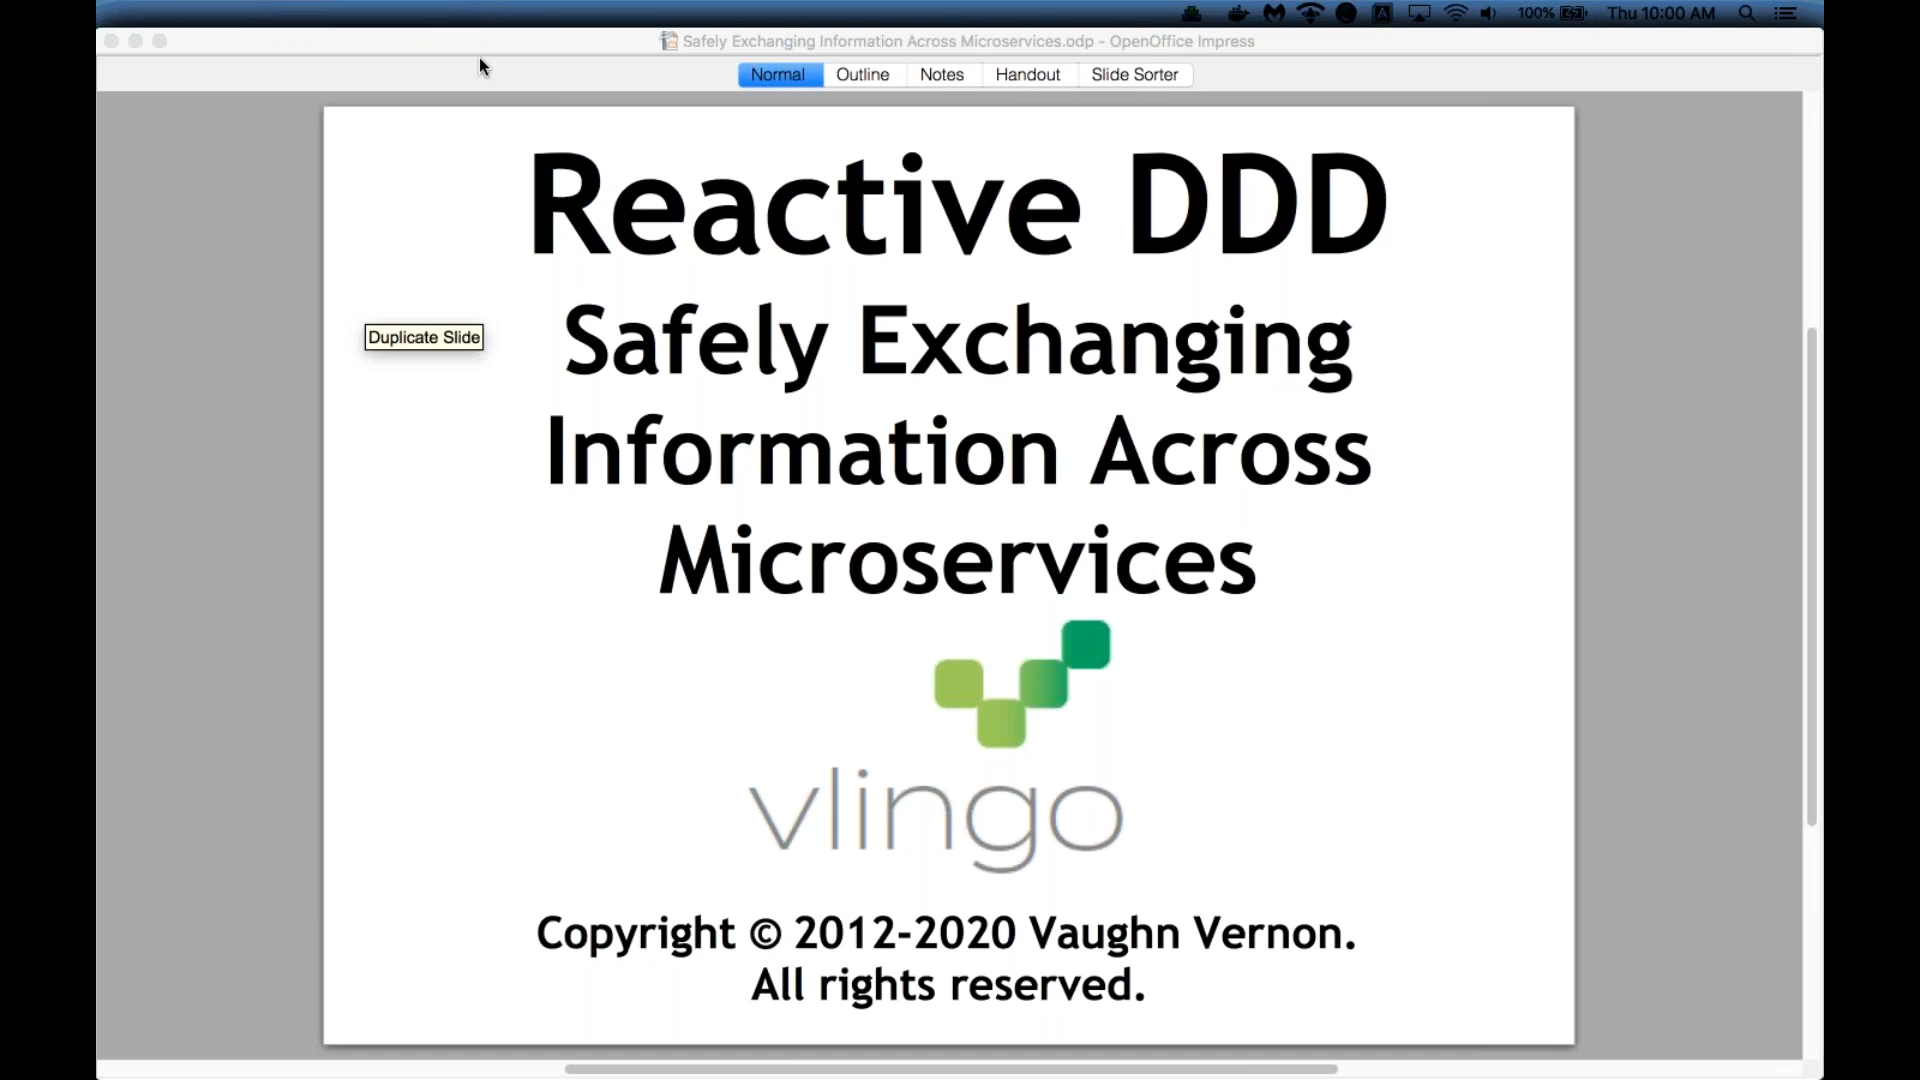 100% Thu 10:00 AM
Safely Exchanging Information Across Microservices.odp - OpenOffice Impress
Normal Outline Notes Handout Slide Sorter
Reactive DDD
Safely Exchanging
Duplicate Slide
Information Across
Microservices
vlingo
Copyright © 2012-2020 Vaughn Vernon.
All rights reserved.